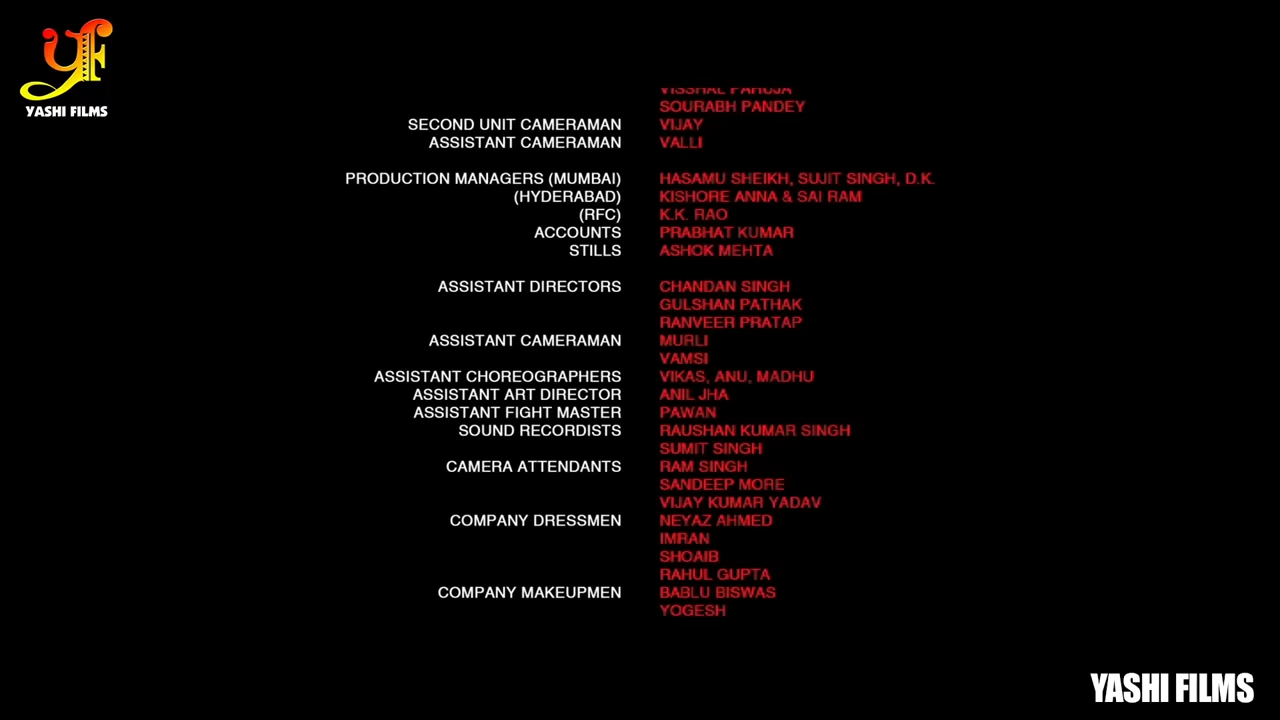 YASHI FILMS
VISSHAL PAHUJA
SOURABH PANDEY
SECOND UNIT CAMERAMAN VIJAY
ASSISTANT CAMERAMAN VALLI
PRODUCTION MANAGERS (MUMBAI) HASAMU SHEIKH, SUJIT SINGH, D.K.
(HYDERABAD) KISHORE ANNA & SAI RAM
(RFC) K.K. RAO
ACCOUNTS PRABHAT KUMAR
STILLS ASHOK MEHTA
ASSISTANT DIRECTORS CHANDAN SINGH
GULSHAN PATHAK
RANVEER PRATAP
ASSISTANT CAMERAMAN MURLI
VAMSI
ASSISTANT CHOREOGRAPHERS VIKAS, ANU, MADHU
ASSISTANT ART DIRECTOR ANIL JHA
ASSISTANT FIGHT MASTER PAWAN
SOUND RECORDISTS RAUSHAN KUMAR SINGH
SUMIT SINGH
CAMERA ATTENDANTS RAM SINGH
SANDEEP MORE
VIJAY KUMAR YADAV
COMPANY DRESSMEN NEYAZ AHMED
IMRAN
SHOAIB
RAHUL GUPTA
COMPANY MAKEUPMEN BABLU BISWAS
YOGESH
YASHI FILMS